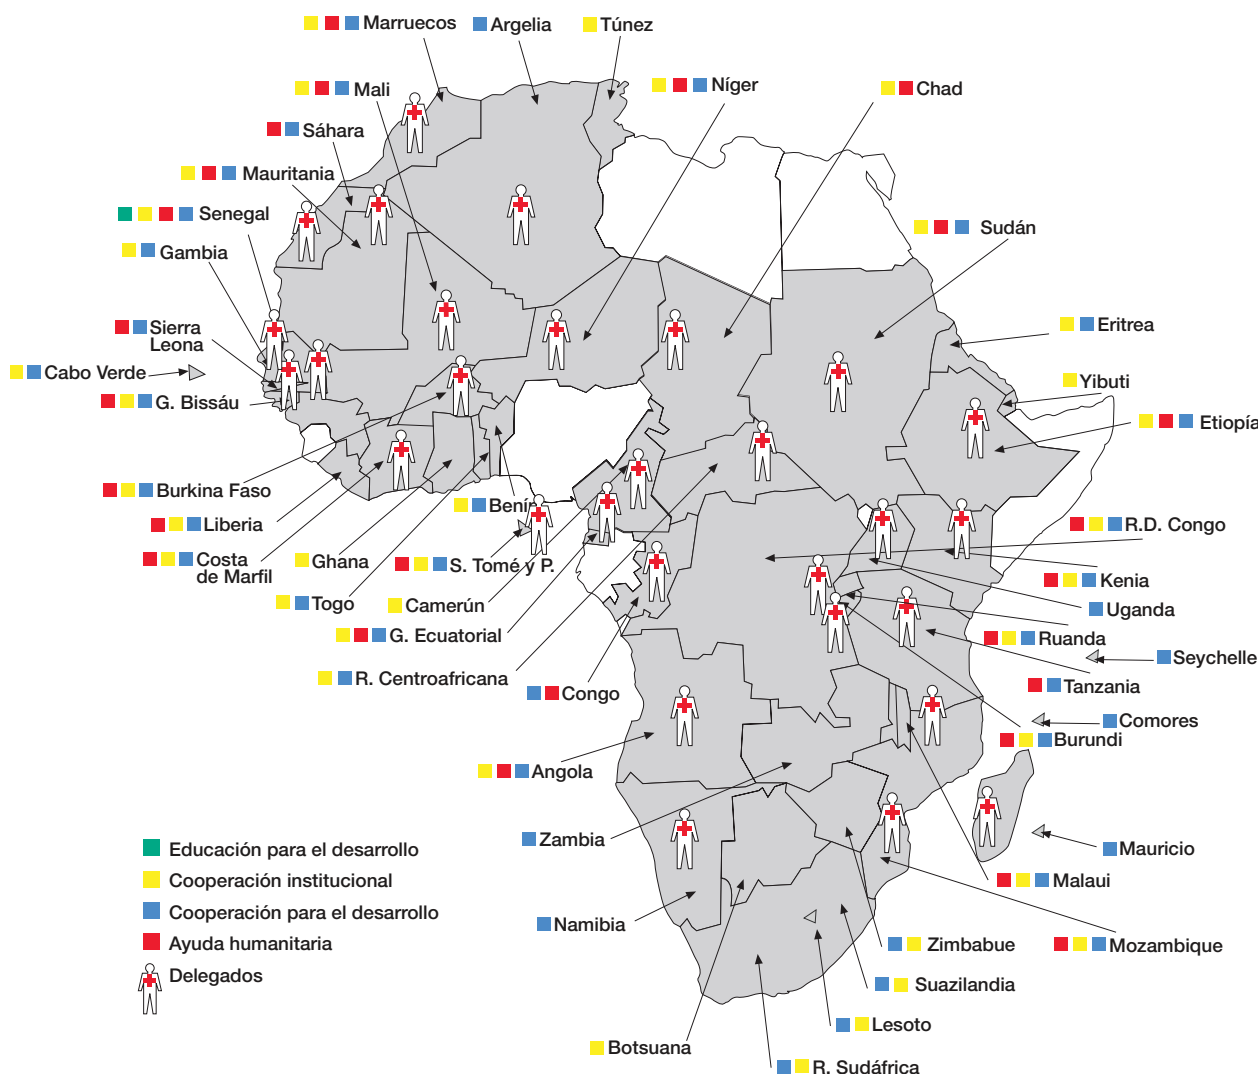 Marruecos
Argelia
Túnez
Mali
Níger
Chad
Sáhara
Mauritania
Senegal
Sudán
Gambia
Sierra
Leona
Eritrea
Cabo Verde
Yibuti
G. Bissáu
Etiopía
Burkina Faso
Benín
Liberia
R.D. Congo
Costa
de Marfil
Ghana
S. Tomé y P.
Kenia
Togo
Camerún
Uganda
G. Ecuatorial
Ruanda
Seychelle
R. Centroafricana
Congo
Tanzania
Comores
Burundi
Angola
Zambia
Mauricio
Educación para el desarrollo
Cooperación institucional
Malaui
Cooperación para el desarrollo
Namibia
Ayuda humanitaria
Zimbabue
Mozambique
Delegados
Suazilandia
Lesoto
Botsuana
R. Sudáfrica